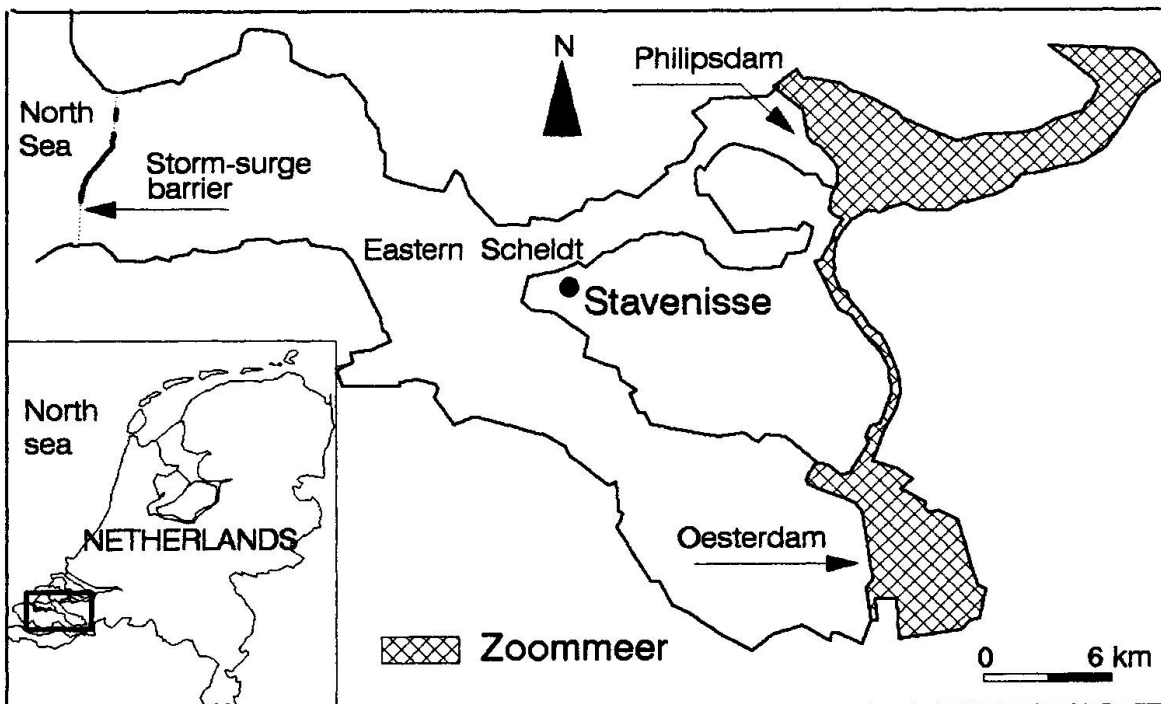 N
Philipsdam
North
Sea
Storm-surge
barrier
Eastern Scheldt
Stavenisse
North
sea
NETHERLANDS
Oesterdam
Zoommeer
0 6 km